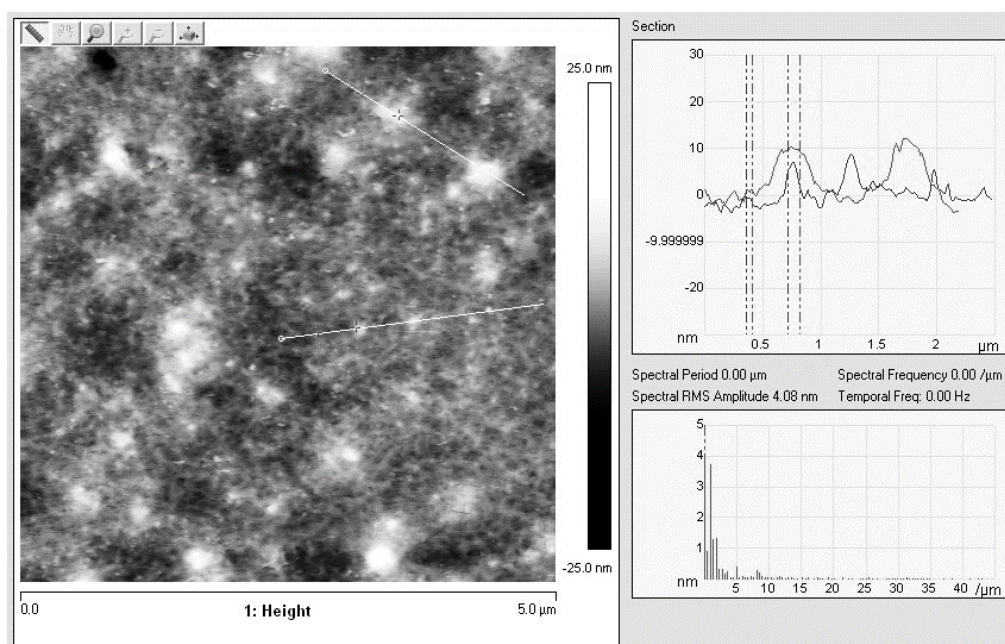 25.0 nm
-25.0 nm
0.0 1: Height 5.0 µm
Section
30
20
10
0
-9.999999
-20
nm 0.5 1 1.5 2 µm
Spectral Period 0.00 µm Spectral Frequency 0.00 /µm
Spectral RMS Amplitude 4.08 nm Temporal Freq: 0.00 Hz
5
4
3
2
1
nm 5 10 15 20 25 30 35 40 /µm